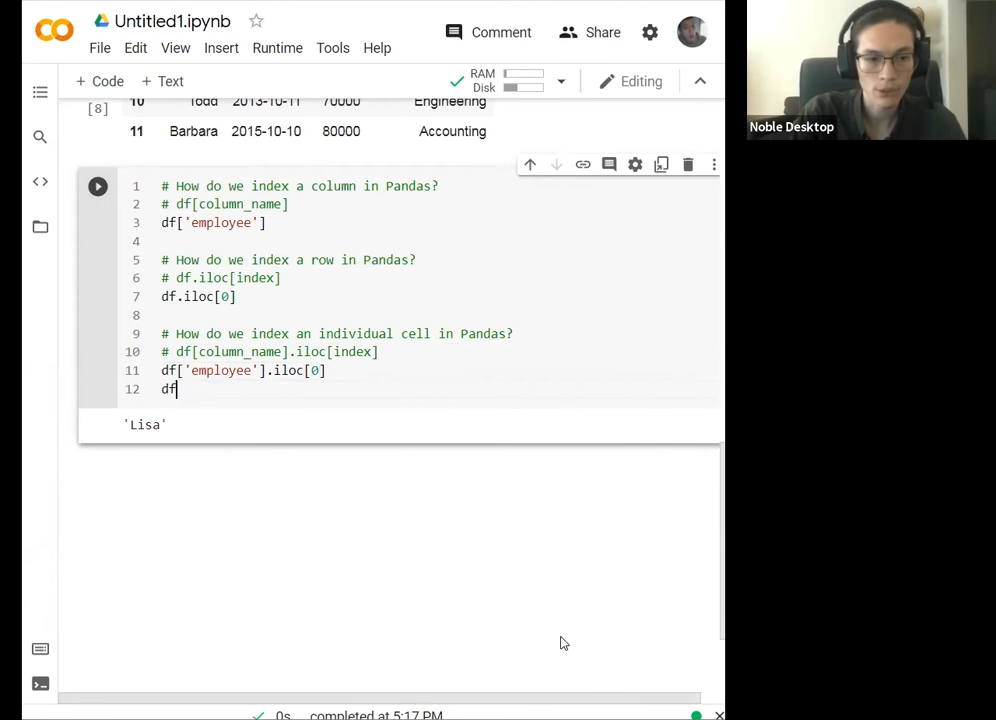 Untitled1.ipynb
File Edit View Insert Runtime Tools Help
Comment Share
+ Code + Text
RAM
Disk
Editing
[8]
10 Todd 2013-10-11 70000 Engineering
11 Barbara 2015-10-10 80000 Accounting
1 # How do we index a column in Pandas?
2 # df[column_name]
3 df['employee']
4
5 # How do we index a row in Pandas?
6 # df.iloc[index]
7 df.iloc[0]
8
9 # How do we index an individual cell in Pandas?
10 # df[column_name].iloc[index]
11 df['employee'].iloc[0]
12 df
'Lisa'
0s completed at 5:17 PM
Noble Desktop